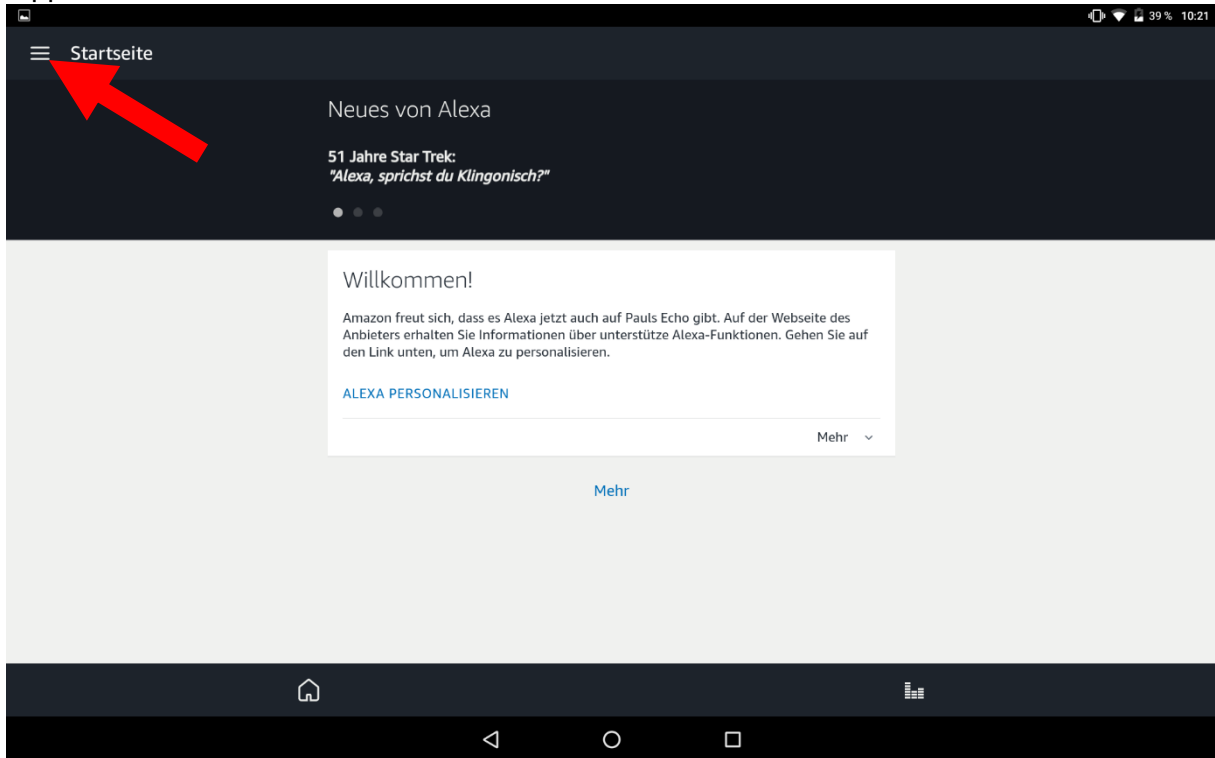 39 % 10:21
Startseite
Neues von Alexa
51 Jahre Star Trek:
"Alexa, sprichst du Klingonisch?"
Willkommen!
Amazon freut sich, dass es Alexa jetzt auch auf Pauls Echo gibt. Auf der Webseite des
Anbieters erhalten Sie Informationen über unterstütze Alexa-Funktionen. Gehen Sie auf
den Link unten, um Alexa zu personalisieren.
ALEXA PERSONALISIEREN
Mehr
Mehr